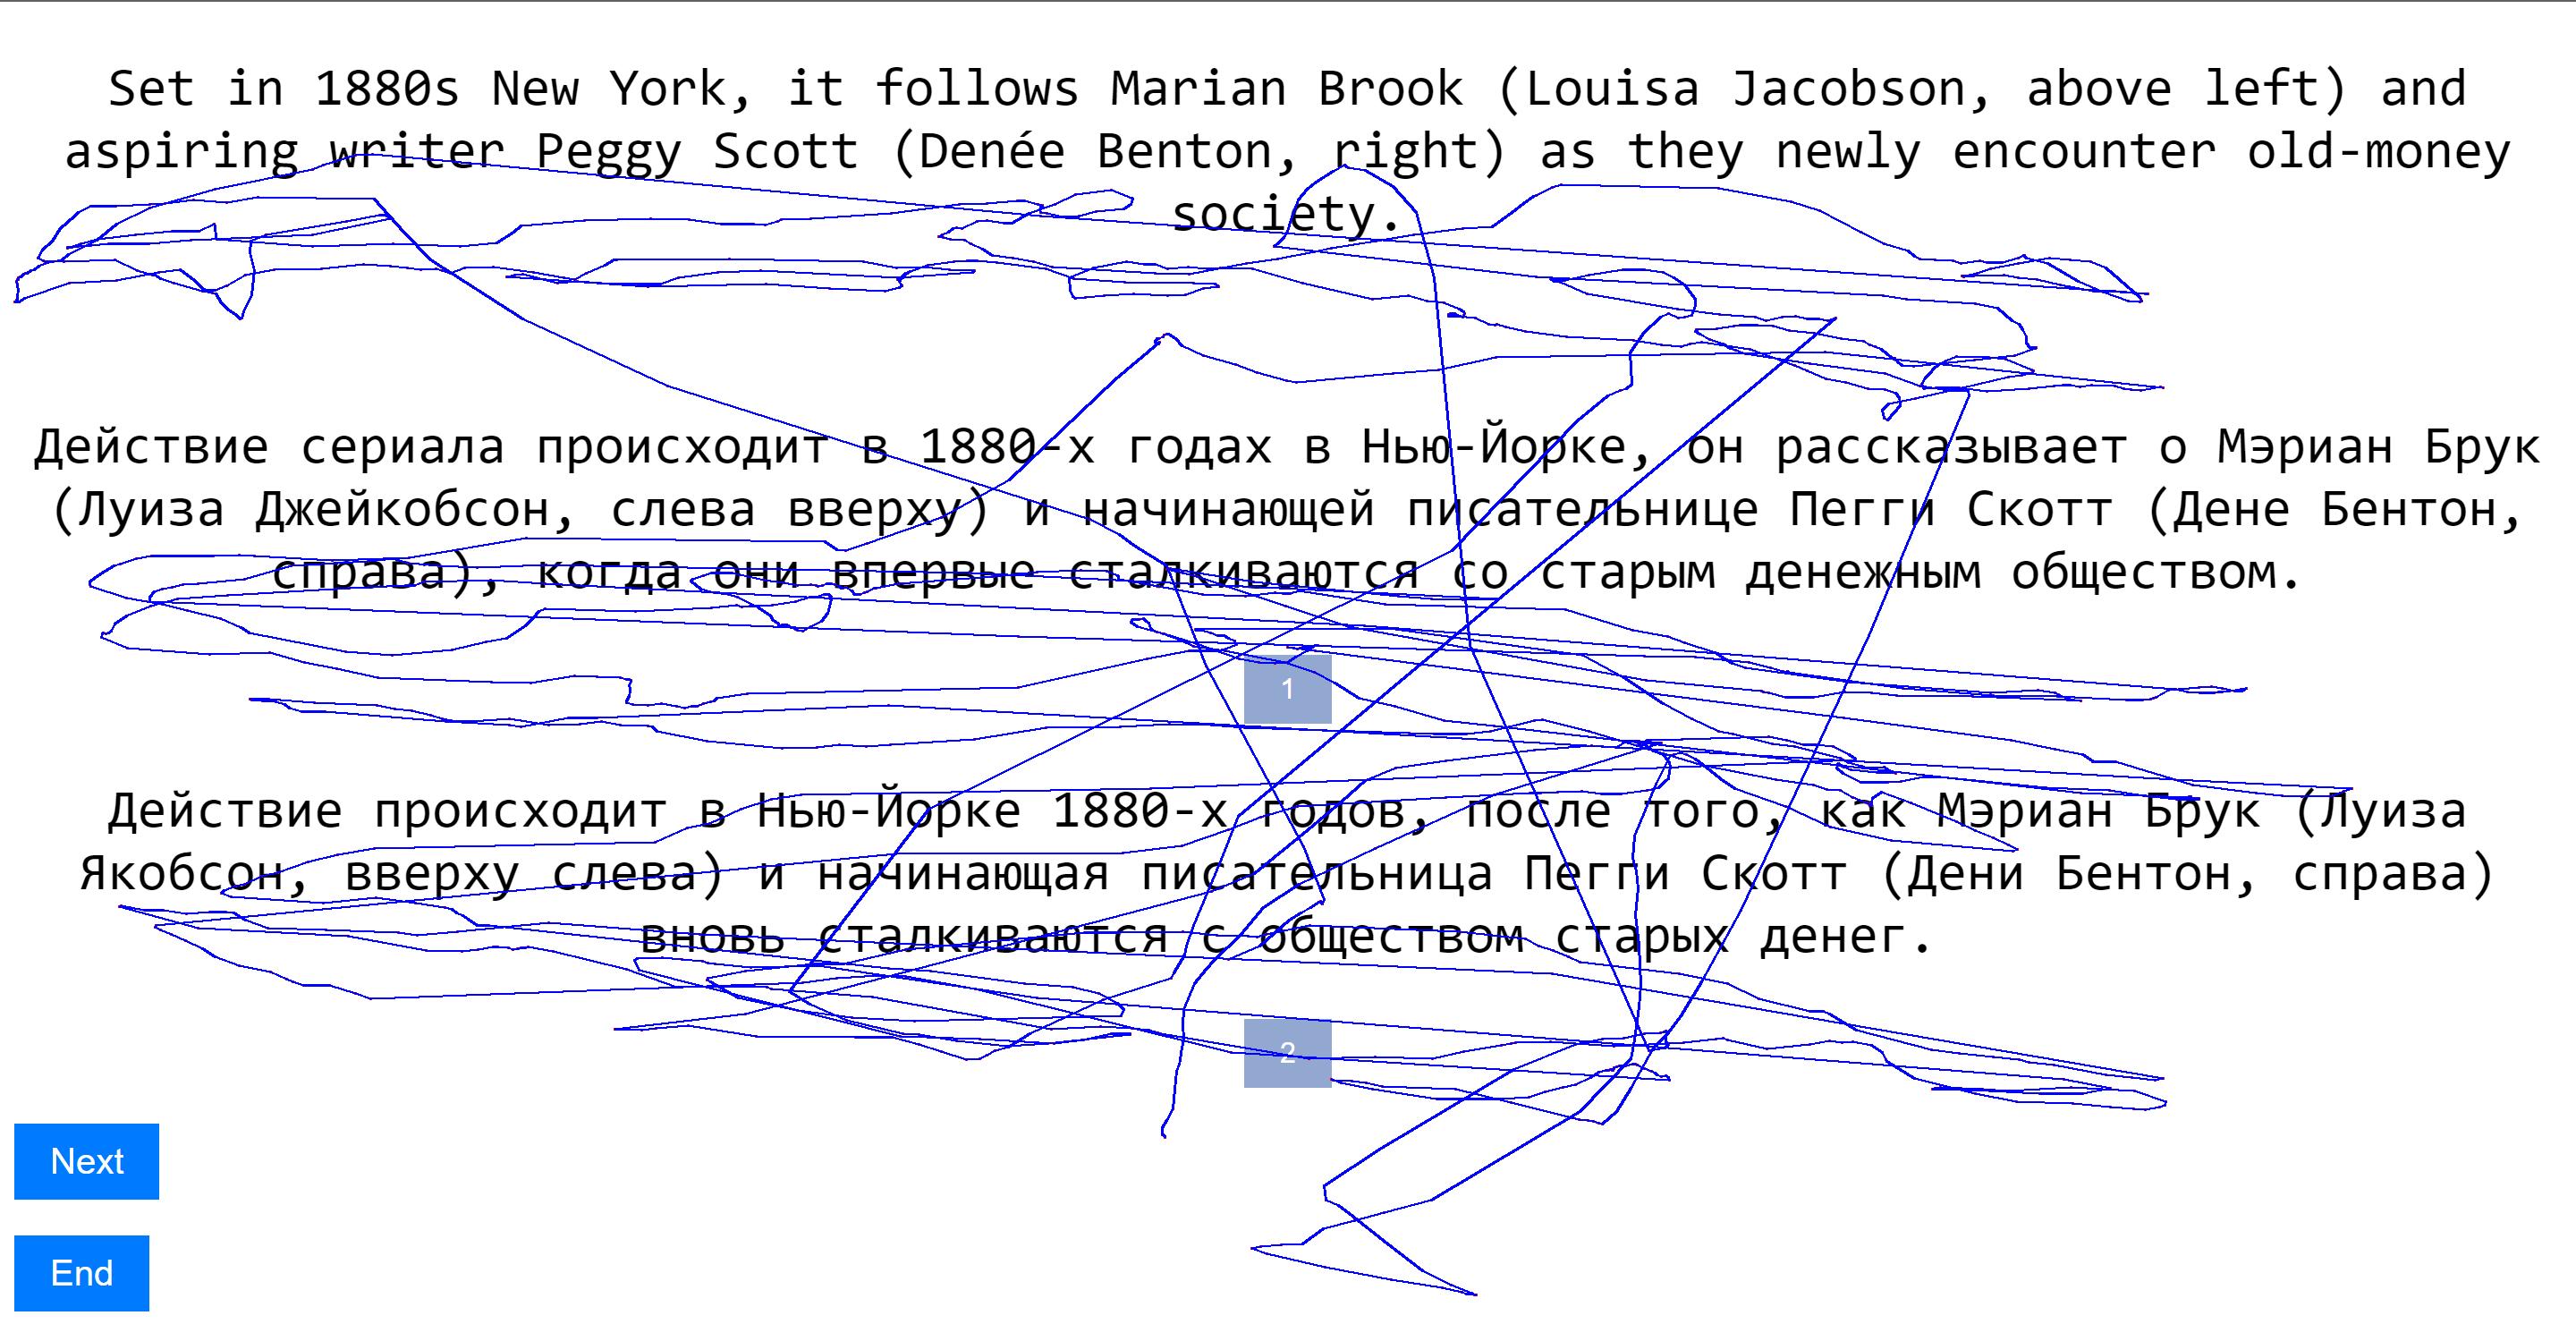 Set in 1880s New York, it follows Marian Brook (Louisa Jacobson, above left) and
aspiring writer Peggy Scott (Denée Benton, right) as they newly encounter old-money
society.
Действие сериала происходит в 1880-х годах в Нью-Йорке, он рассказывает о Мэриан Брук
(Луиза Джейкобсон, слева вверху) и начинающей писательнице Пегги Скотт (Дене Бентон,
справа), когда они впервые сталкиваются со старым денежным обществом.
1
Действие происходит в Нью-Йорке 1880-х годов, после того, как Мэриан Брук (Луиза
Якобсон, вверху слева) и начинающая писательница Пегги Скотт (Дени Бентон, справа)
вновь сталкиваются с обществом старых денег.
2
Next
End